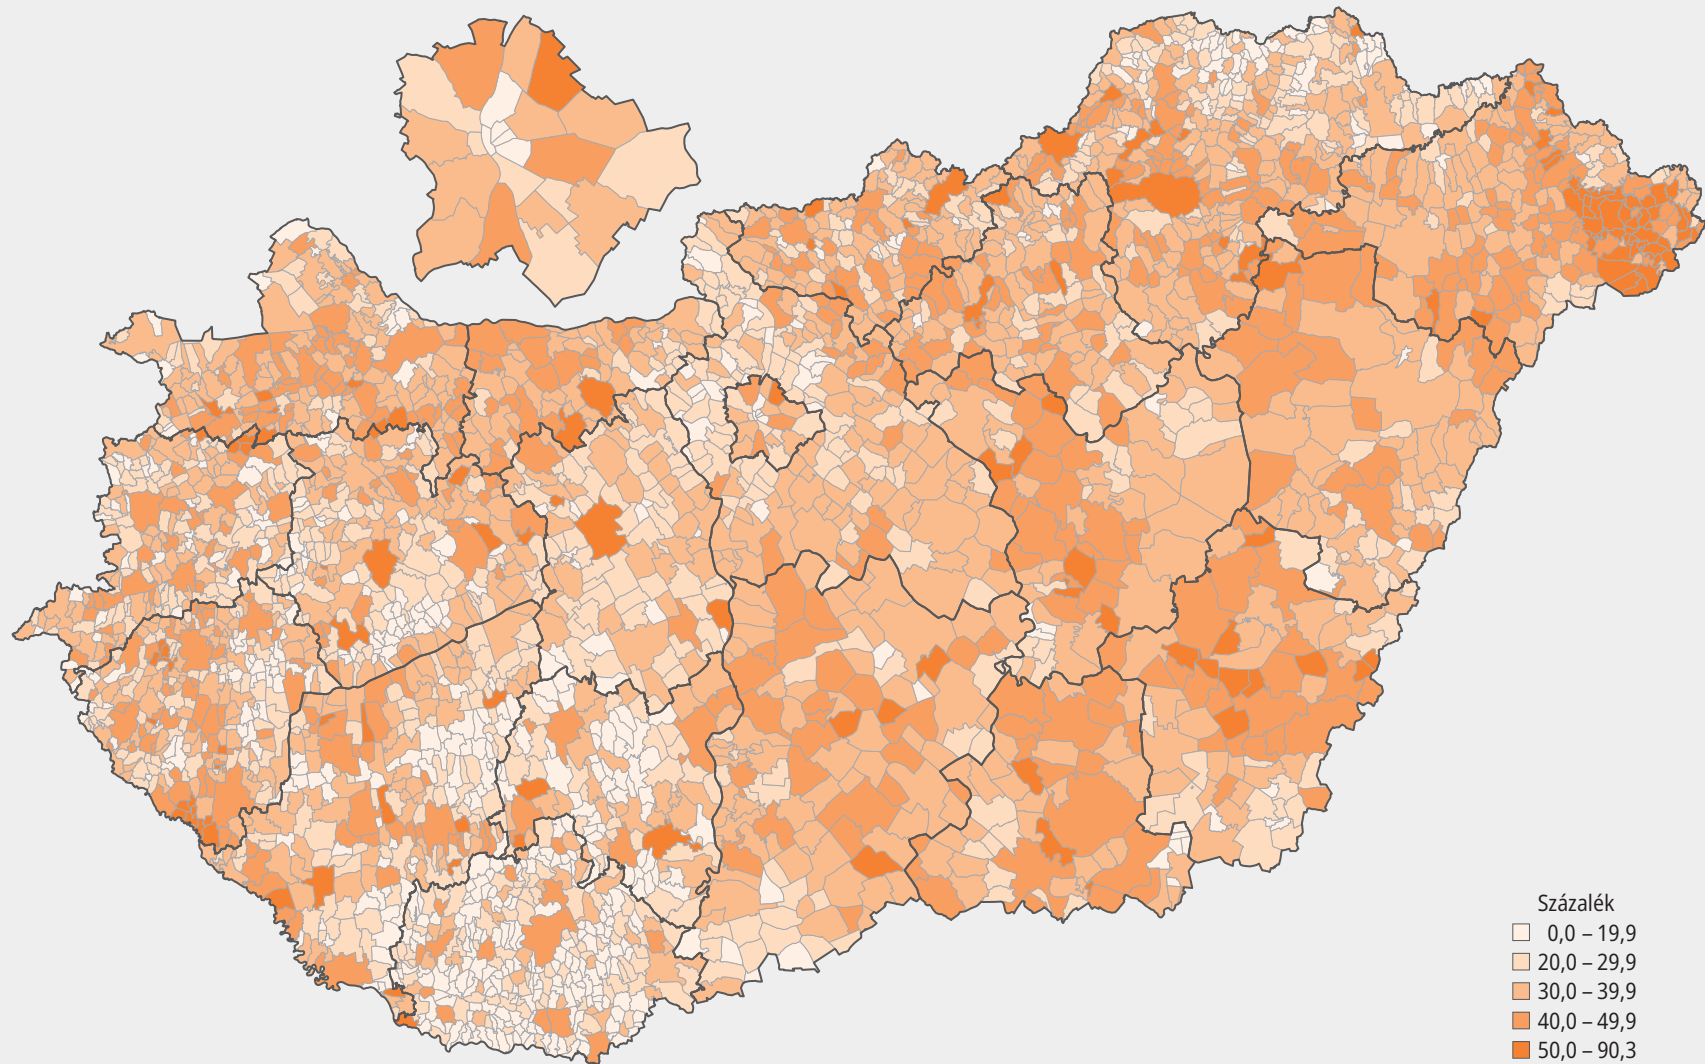 Százalék
0,0 – 19,9
20,0 – 29,9
30,0 – 39,9
40,0 – 49,9
50,0 – 90,3